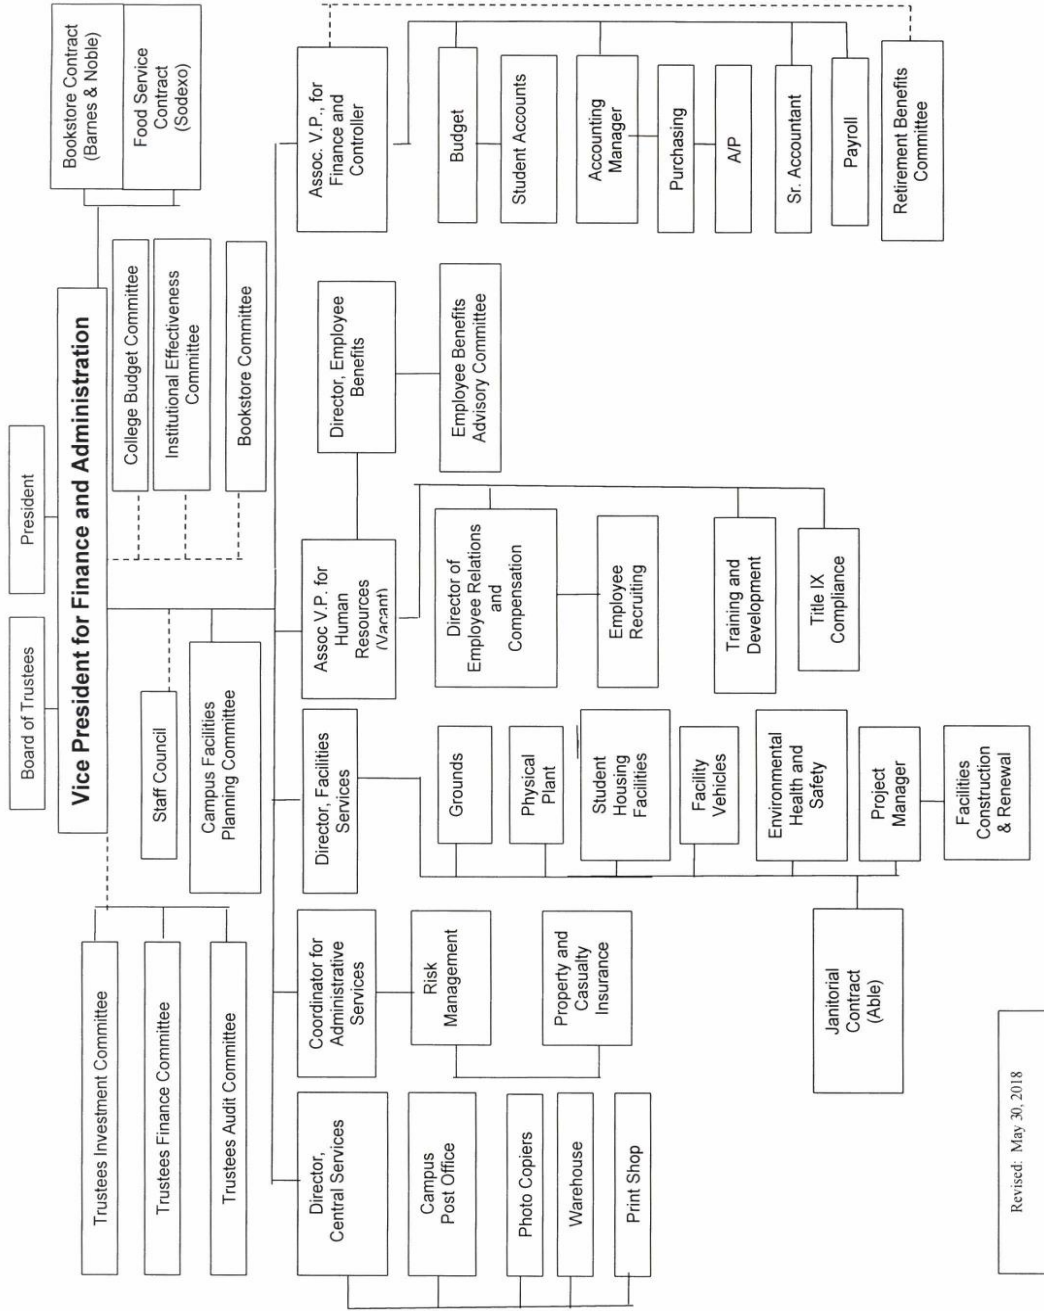 Board of Trustees
President
Vice President for Finance and Administration
Bookstore Contract
(Barnes & Noble)
Food Service
Contract
(Sodexo)
Trustees Investment Committee
Trustees Finance Committee
Trustees Audit Committee
Staff Council
Campus Facilities
Planning Committee
College Budget Committee
Institutional Effectiveness
Committee
Bookstore Committee
Director,
Central Services
Campus
Post Office
Photo Copiers
Warehouse
Print Shop
Coordinator for
Administrative
Services
Risk
Management
Property and
Casualty
Insurance
Director, Facilities
Services
Grounds
Physical
Plant
Student
Housing
Facilities
Facility
Vehicles
Environmental
Health and
Safety
Project
Manager
Facilities
Construction
& Renewal
Janitorial
Contract
(Able)
Assoc V.P. for
Human
Resources
(Vacant)
Director of
Employee Relations
and
Compensation
Employee
Recruiting
Training and
Development
Title IX
Compliance
Director, Employee
Benefits
Employee Benefits
Advisory Committee
Assoc. V.P., for
Finance and
Controller
Budget
Student Accounts
Accounting
Manager
Purchasing
A/P
Sr. Accountant
Payroll
Retirement Benefits
Committee
Revised: May 30, 2018